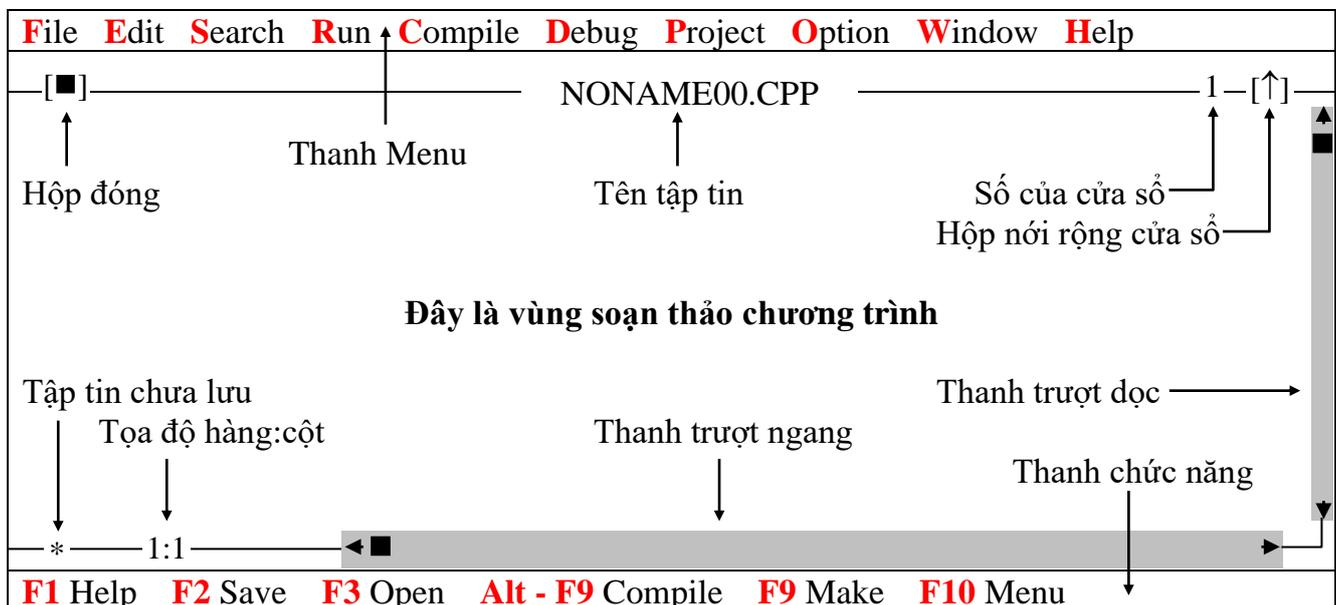 File Edit Search Run Compile Debug Project Option Window Help
[■] NONAME00.CPP 1 [↑]
Thanh Menu
Hộp đóng Tên tập tin Số của cửa sổ
Hộp nới rộng cửa sổ
Đây là vùng soạn thảo chương trình
Tập tin chưa lưu Thanh trượt dọc
Tọa độ hàng:cột Thanh trượt ngang
Thanh chức năng
* 1:1
F1 Help F2 Save F3 Open Alt - F9 Compile F9 Make F10 Menu